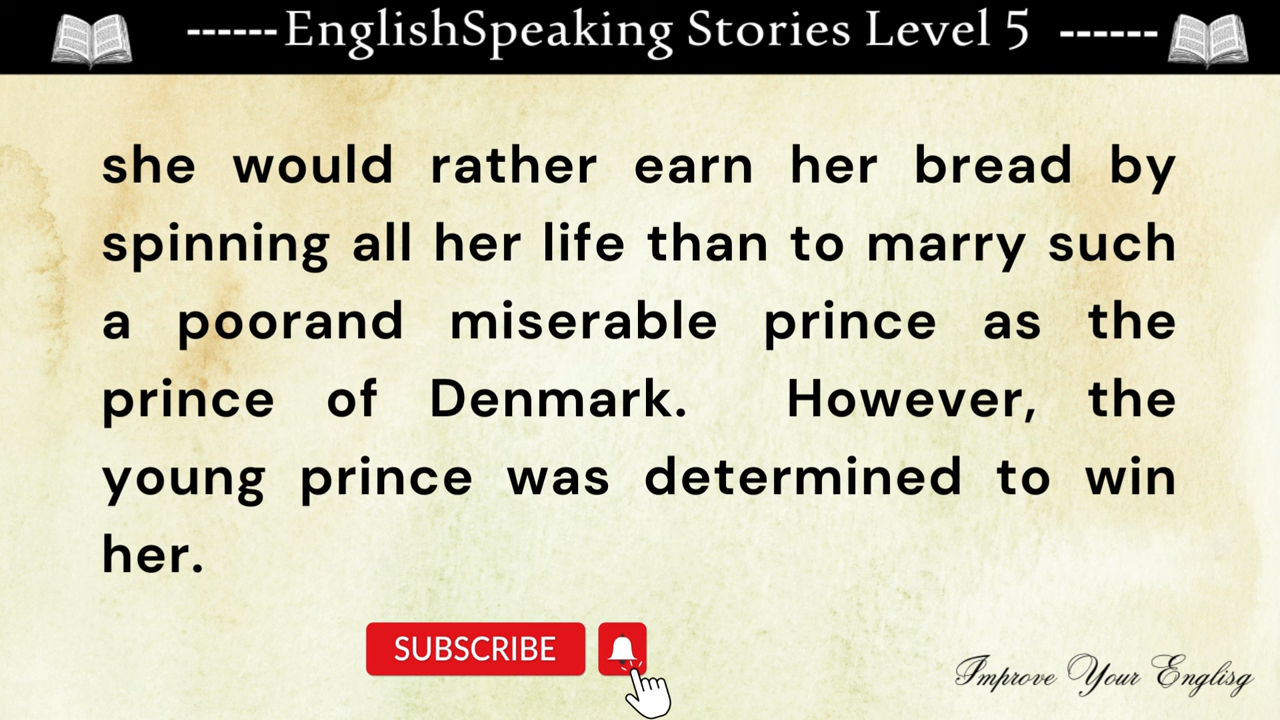 ------EnglishSpeaking Stories Level 5 ------
she would rather earn her bread by
spinning all her life than to marry such
a poorand miserable prince as the
prince of Denmark. However, the
young prince was determined to win
her.
SUBSCRIBE
Improve Your Englisg